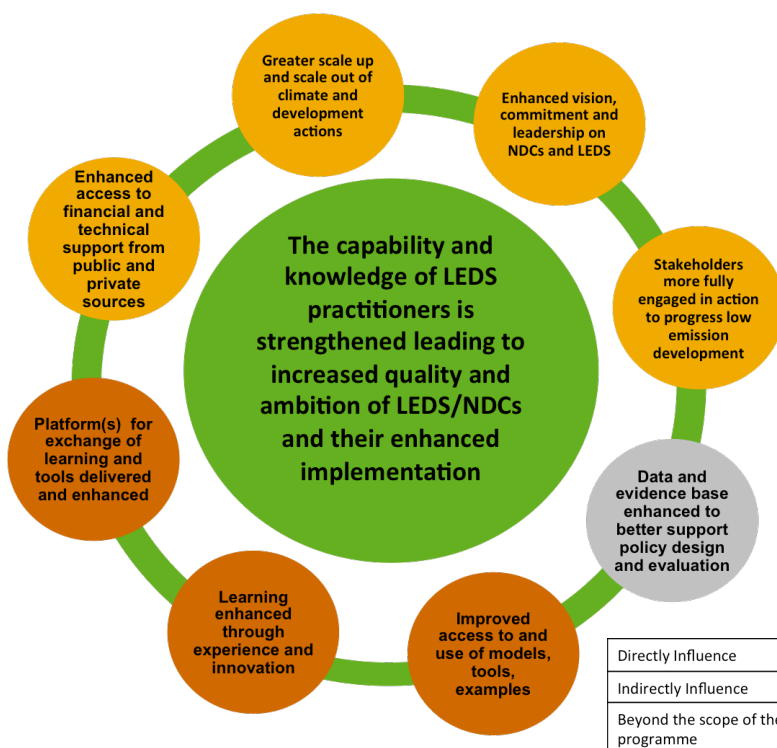 Greater scale up
and scale out of
climate and
development
actions
Enhanced vision,
commitment and
leadership on
NDCs and LEDS
Enhanced
access to
financial and
technical
support from
public and
private
sources
The capability and
knowledge of LEDS
practitioners is
strengthened leading to
increased quality and
ambition of LEDS/NDCs
and their enhanced
implementation
Stakeholders
more fully
engaged in action
to progress low
emission
development
Platform(s) for
exchange of
learning and
tools delivered
and enhanced
Data and
evidence base
enhanced to
better support
policy design
and evaluation
Learning
enhanced
through
experience and
innovation
Improved
access to and
use of models,
tools,
examples
Directly Influence
Indirectly Influence
Beyond the scope of the
programme